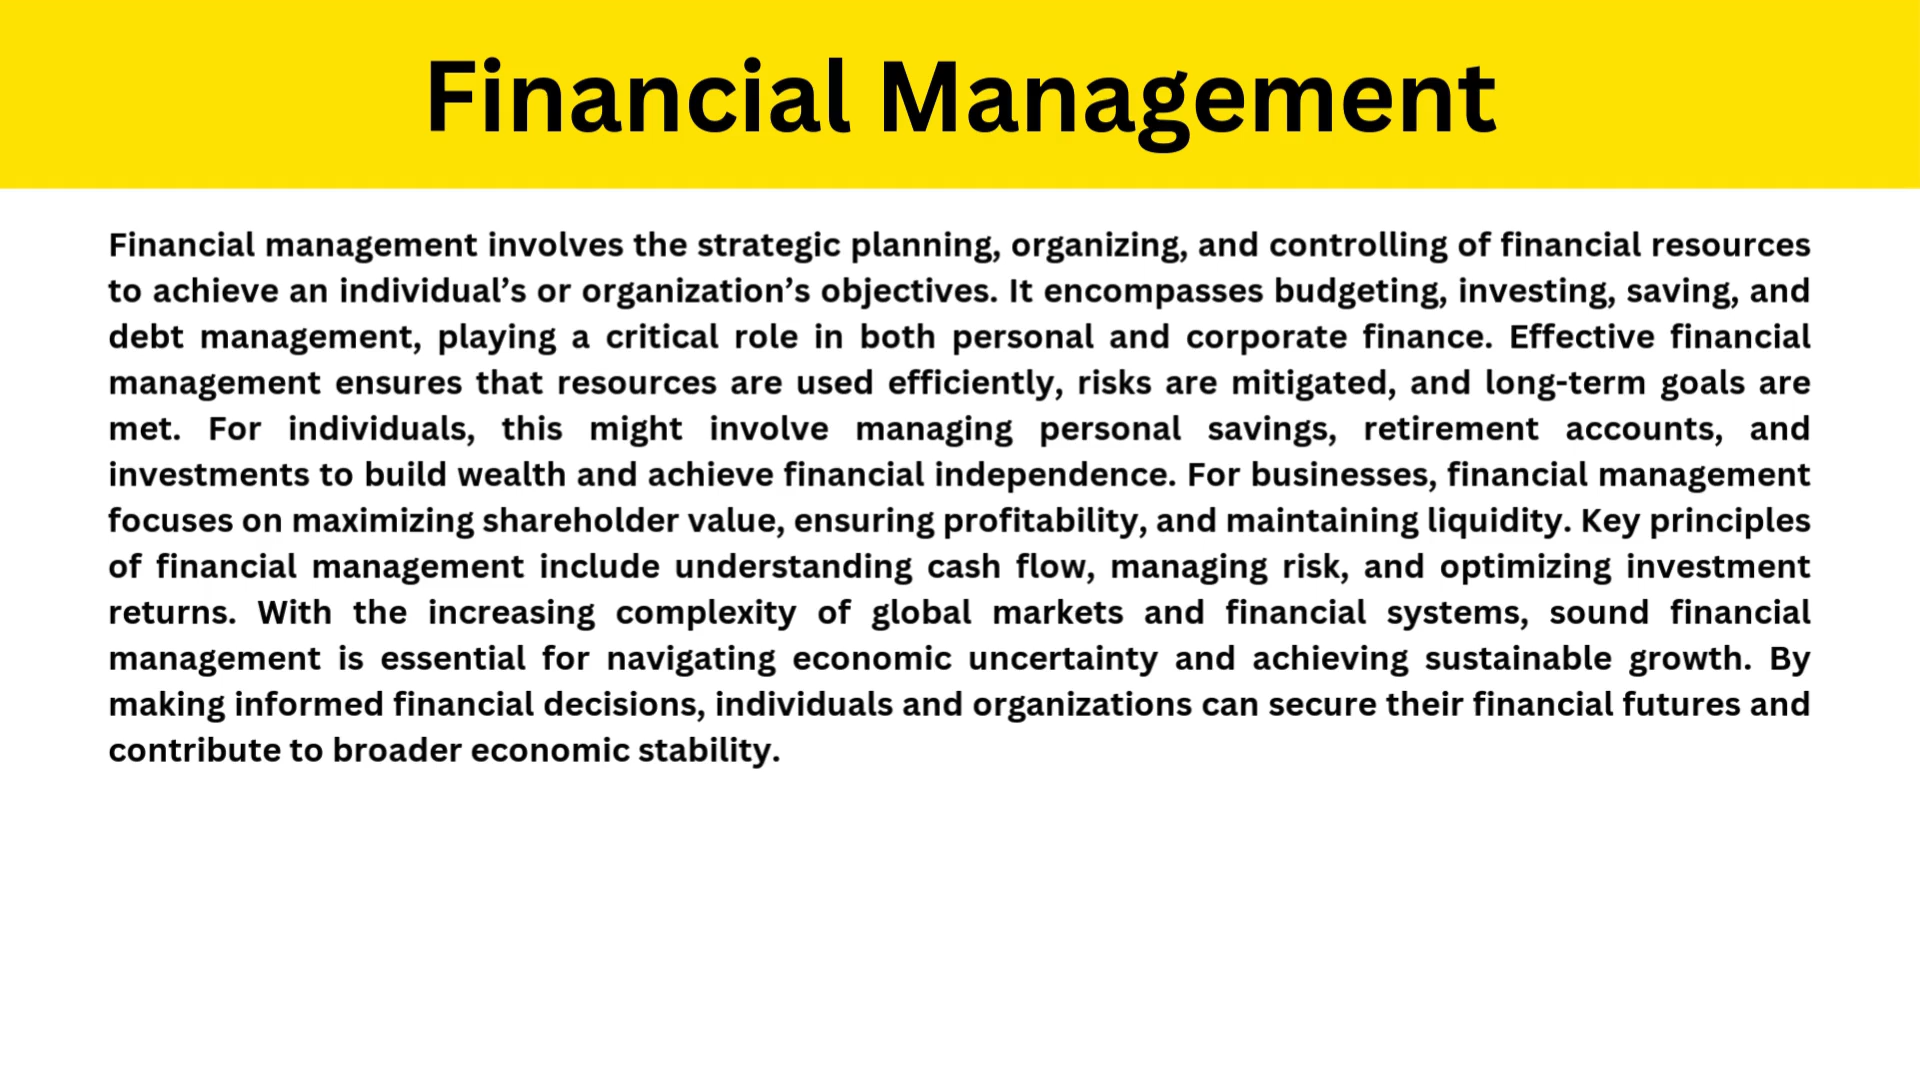 Financial Management
Financial management involves the strategic planning, organizing, and controlling of financial resources
to achieve an individual’s or organization’s objectives. It encompasses budgeting, investing, saving, and
debt management, playing a critical role in both personal and corporate finance. Effective financial
management ensures that resources are used efficiently, risks are mitigated, and long-term goals are
met. For individuals, this might involve managing personal savings, retirement accounts, and
investments to build wealth and achieve financial independence. For businesses, financial management
focuses on maximizing shareholder value, ensuring profitability, and maintaining liquidity. Key principles
of financial management include understanding cash flow, managing risk, and optimizing investment
returns. With the increasing complexity of global markets and financial systems, sound financial
management is essential for navigating economic uncertainty and achieving sustainable growth. By
making informed financial decisions, individuals and organizations can secure their financial futures and
contribute to broader economic stability.